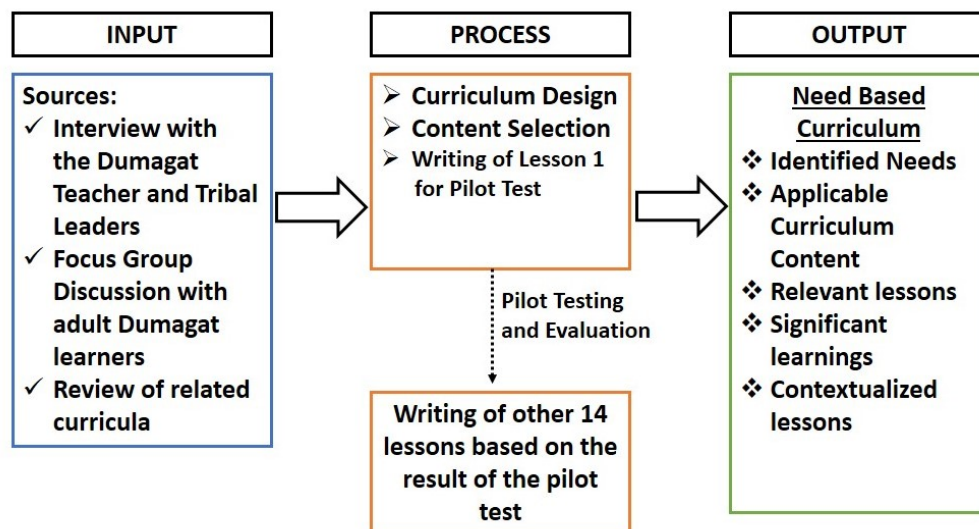 INPUT
Sources:
✓ Interview with
the Dumagat
Teacher and Tribal
Leaders
✓ Focus Group
Discussion with
adult Dumagat
learners
✓ Review of related
curricula
PROCESS
➢ Curriculum Design
➢ Content Selection
➢ Writing of Lesson 1
for Pilot Test
Pilot Testing
and Evaluation
Writing of other 14
lessons based on the
result of the pilot
test
OUTPUT
Need Based
Curriculum
❖ Identified Needs
❖ Applicable
Curriculum
Content
❖ Relevant lessons
❖ Significant
learnings
❖ Contextualized
lessons